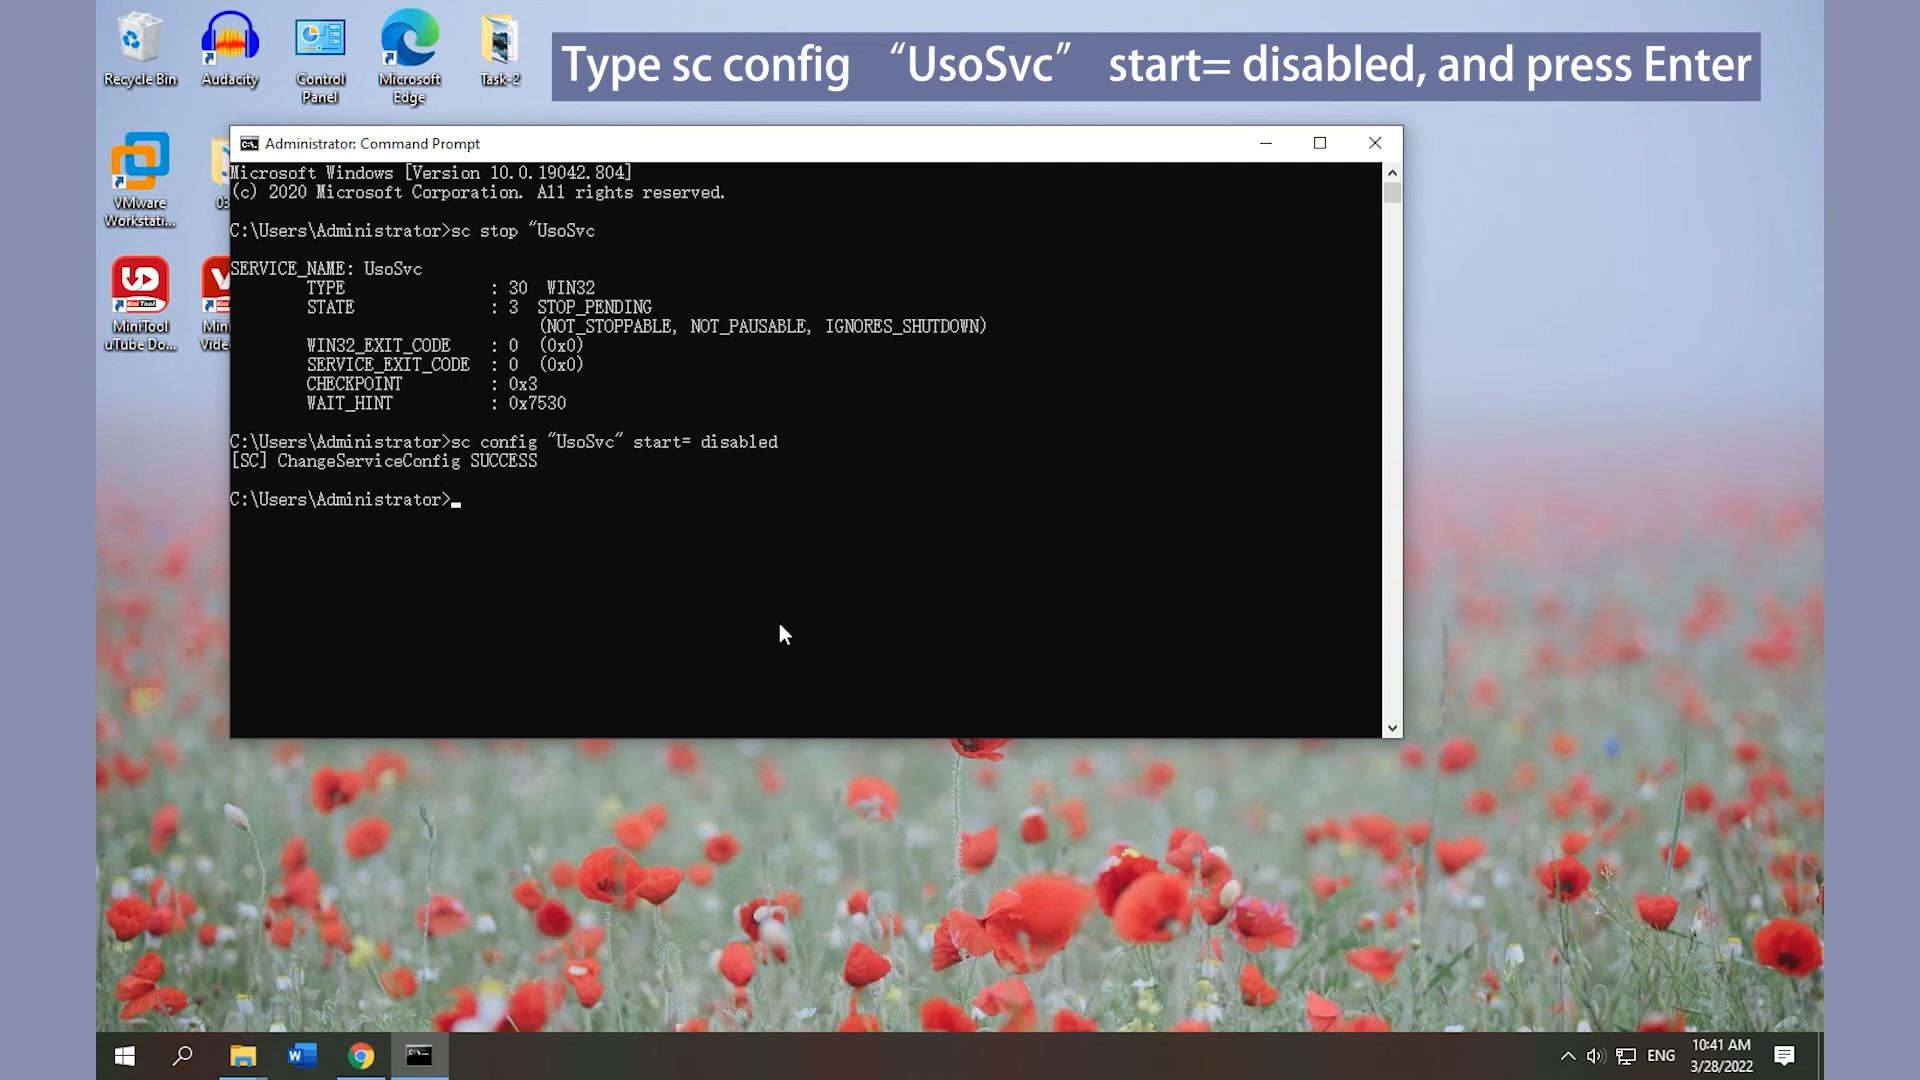 Type sc config “UsoSvc” start= disabled, and press Enter
Recycle Bin
Audacity
Control
Panel
Microsoft
Edge
Task-2
VMware
Workstati...
03
MiniTool
uTube Do...
Min
Vide
Administrator: Command Prompt
Microsoft Windows [Version 10.0.19042.804]
(c) 2020 Microsoft Corporation. All rights reserved.
C:\Users\Administrator>sc stop "UsoSvc
SERVICE_NAME: UsoSvc
TYPE : 30 WIN32
STATE : 3 STOP_PENDING
(NOT_STOPPABLE, NOT_PAUSABLE, IGNORES_SHUTDOWN)
WIN32_EXIT_CODE : 0 (0x0)
SERVICE_EXIT_CODE : 0 (0x0)
CHECKPOINT : 0x3
WAIT_HINT : 0x7530
C:\Users\Administrator>sc config "UsoSvc" start= disabled
[SC] ChangeServiceConfig SUCCESS
C:\Users\Administrator>
ENG
10:41 AM
3/28/2022